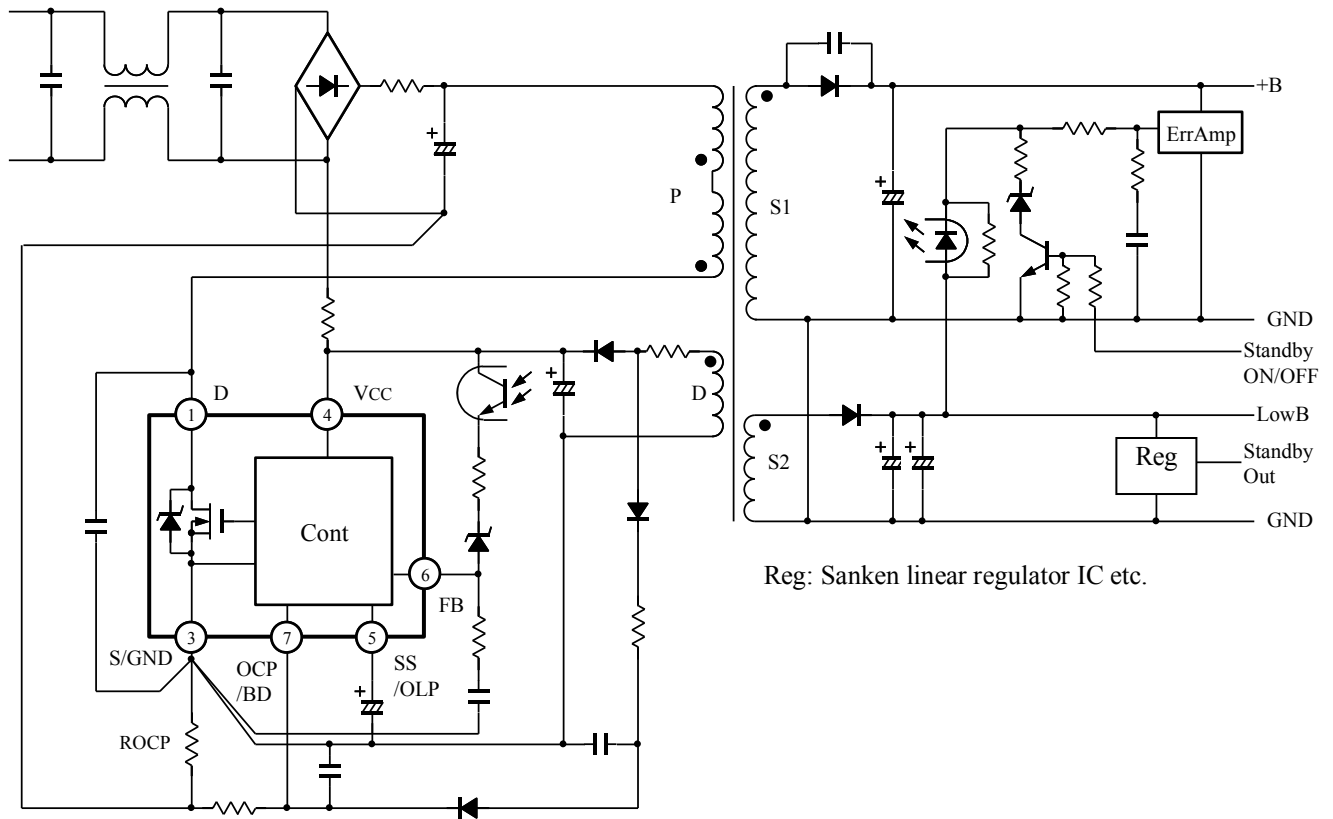 +B
ErrAmp
P
S1
GND
Standby
ON/OFF
D
D
VCC
1
4
LowB
S2
Reg
Standby
Out
Cont
GND
6
FB
Reg: Sanken linear regulator IC etc.
3
7
5
S/GND
OCP
/BD
SS
/OLP
ROCP
+
+
+
+
+
+